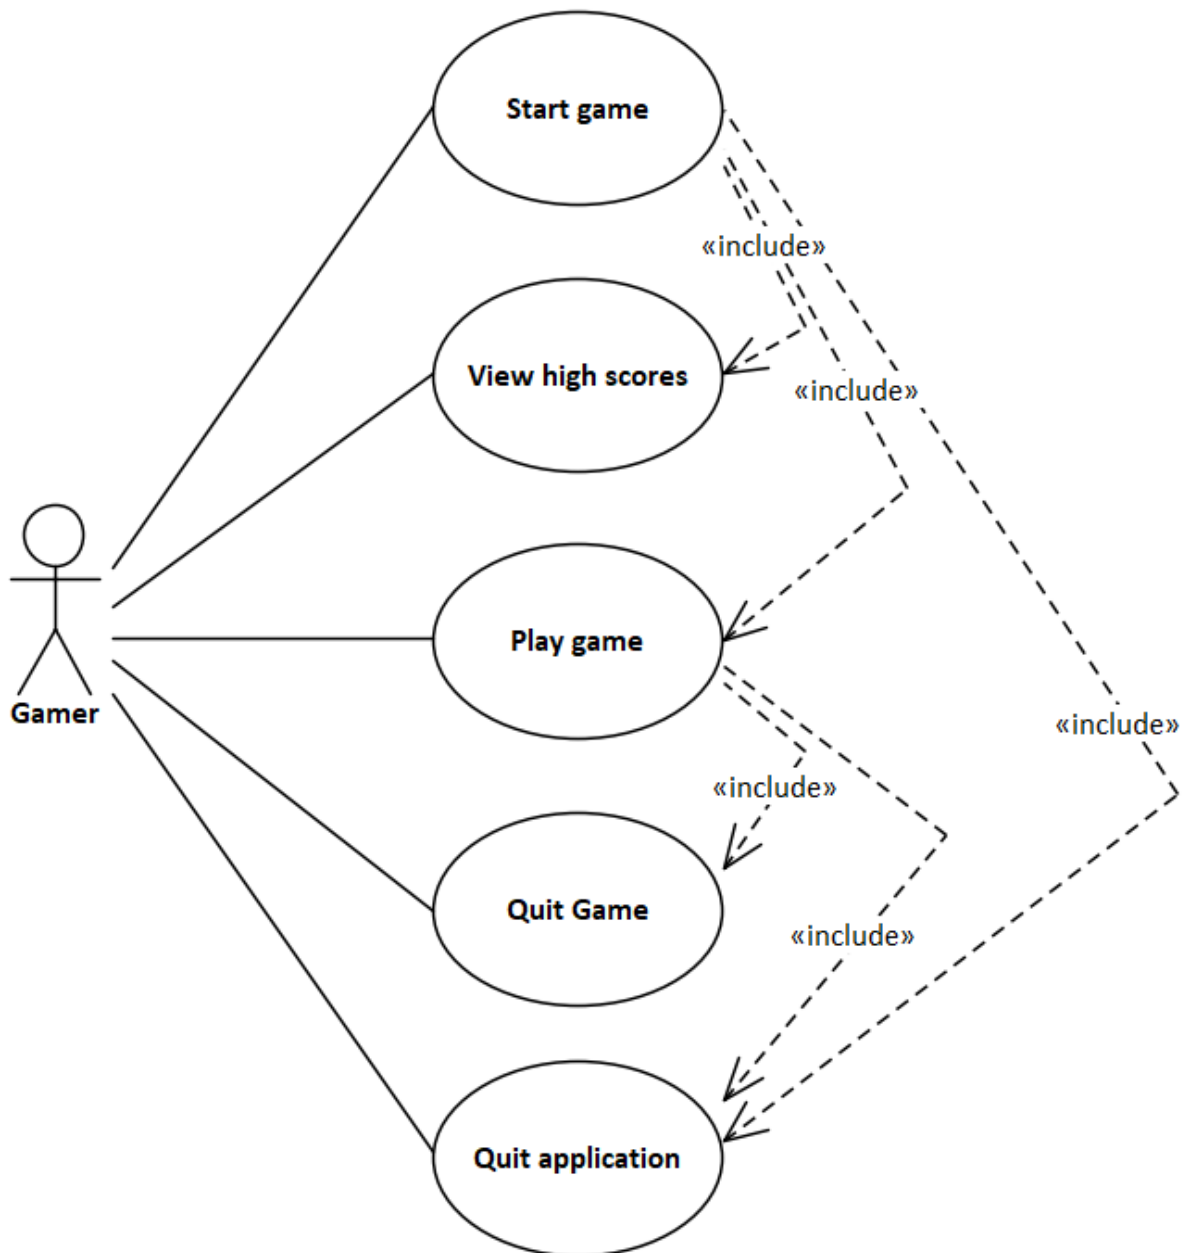 Start game
«include»
View high scores
«include»
Play game
Gamer
«include»
«include»
Quit Game
«include»
Quit application